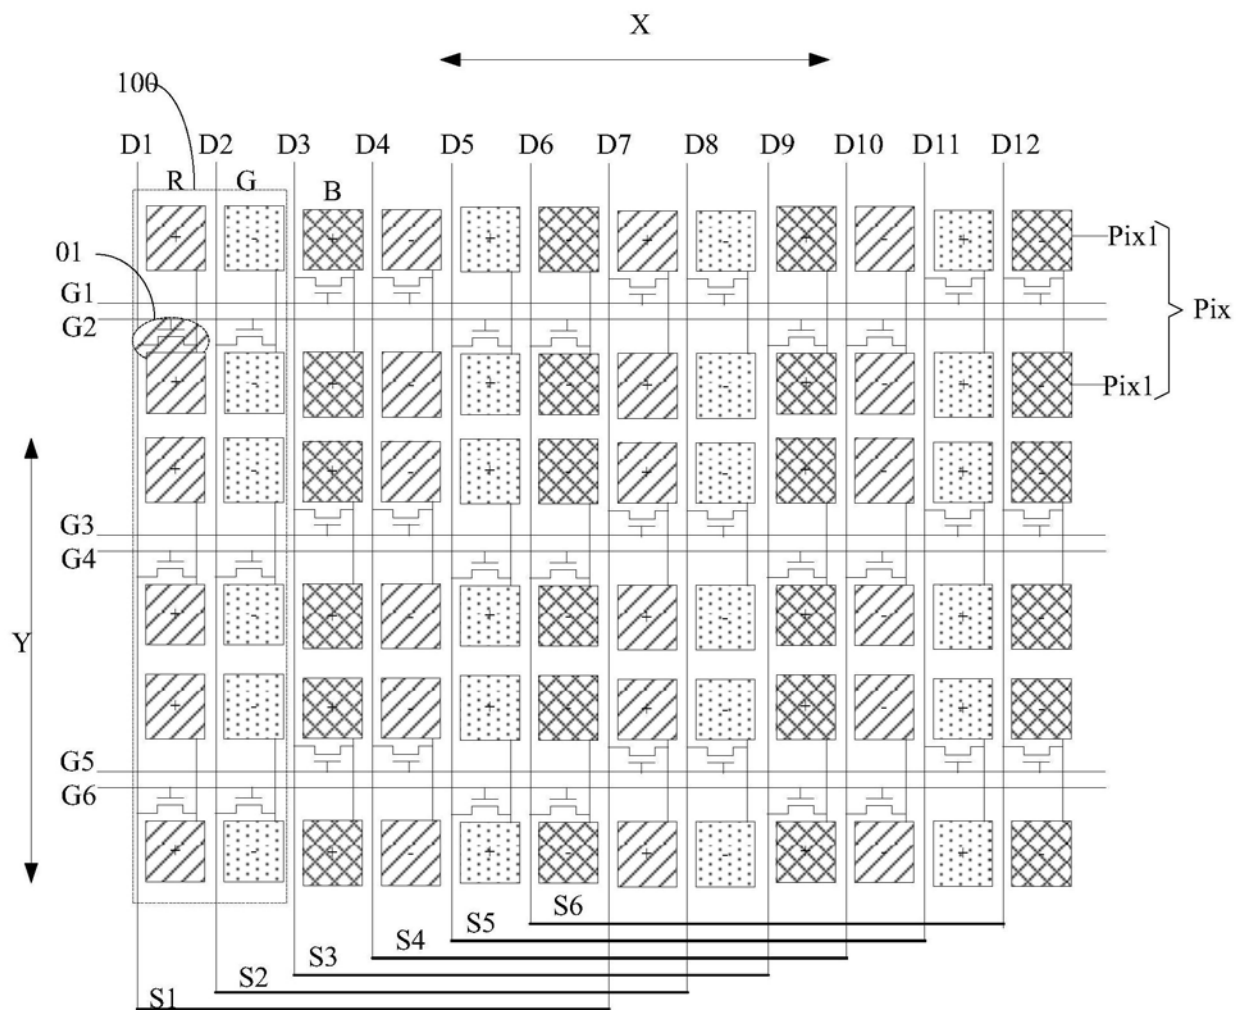 X
100
D1 D2 D3 D4 D5 D6 D7 D8 D9 D10 D11 D12
R G B
+ - + - + - + - + - + -
Pix1
01
G1
G2
Pix
+ - + - + - + - + - + -
Pix1
+ - + - + - + - + - + -
G3
G4
+ - + - + - + - + - + -
Y
+ - + - + - + - + - + -
G5
G6
+ - + - + - + - + - + -
S6
S5
S4
S3
S2
S1